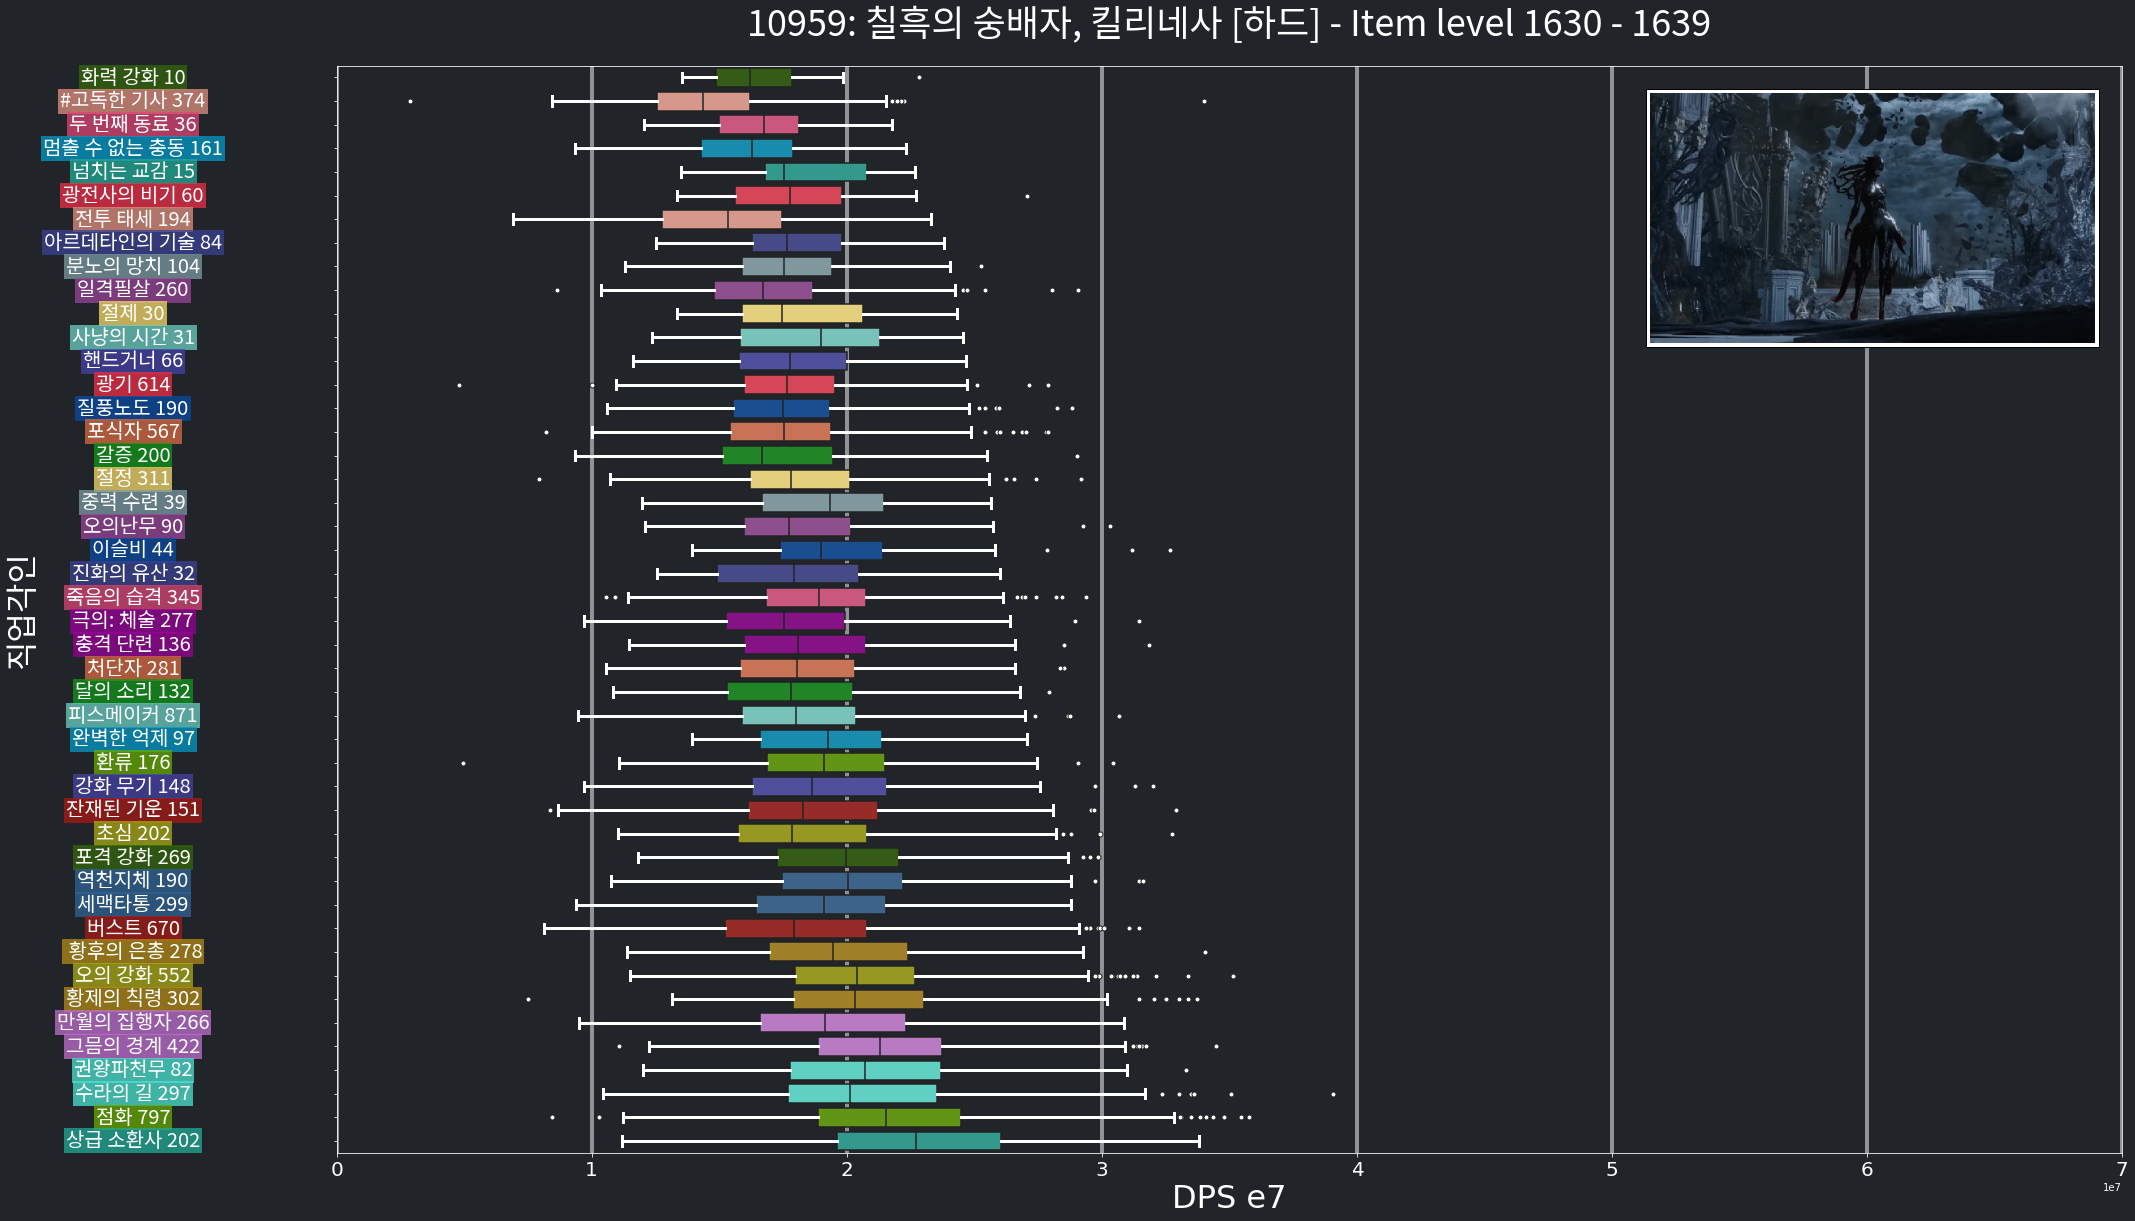 10959: 칠흑의 숭배자, 킬리네사 [하드] - Item level 1630 - 1639
직업각인
화력 강화 10
#고독한 기사 374
두 번째 동료 36
멈출 수 없는 충동 161
넘치는 교감 15
광전사의 비기 60
전투 태세 194
아르데타인의 기술 84
분노의 망치 104
일격필살 260
절제 30
사냥의 시간 31
핸드거너 66
광기 614
질풍노도 190
포식자 567
갈증 200
절정 311
중력 수련 39
오의난무 90
이슬비 44
진화의 유산 32
죽음의 습격 345
극의: 체술 277
충격 단련 136
처단자 281
달의 소리 132
피스메이커 871
완벽한 억제 97
환류 176
강화 무기 148
잔재된 기운 151
초심 202
포격 강화 269
역천지체 190
세맥타통 299
버스트 670
황후의 은총 278
오의 강화 552
황제의 칙령 302
만월의 집행자 266
그믐의 경계 422
권왕파천무 82
수라의 길 297
점화 797
상급 소환사 202
0 1 2 3 4 5 6 7
1e7
DPS e7